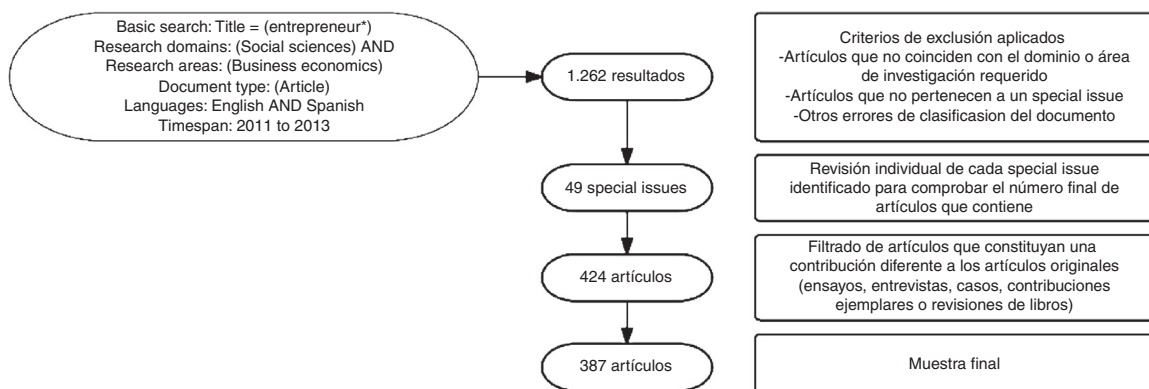 Basic search: Title = (entrepreneur*)
Research domains: (Social sciences) AND
Research areas: (Business economics)
Document type: (Article)
Languages: English AND Spanish
Timespan: 2011 to 2013
1.262 resultados
Criterios de exclusión aplicados
-Artículos que no coinciden con el dominio o área
de investigación requerido
-Artículos que no pertenecen a un special issue
-Otros errores de clasificasion del documento
49 special issues
Revisión individual de cada special issue
identificado para comprobar el número final de
artículos que contiene
424 artículos
Filtrado de artículos que constituyan una
contribución diferente a los artículos originales
(ensayos, entrevistas, casos, contribuciones
ejemplares o revisiones de libros)
387 artículos
Muestra final